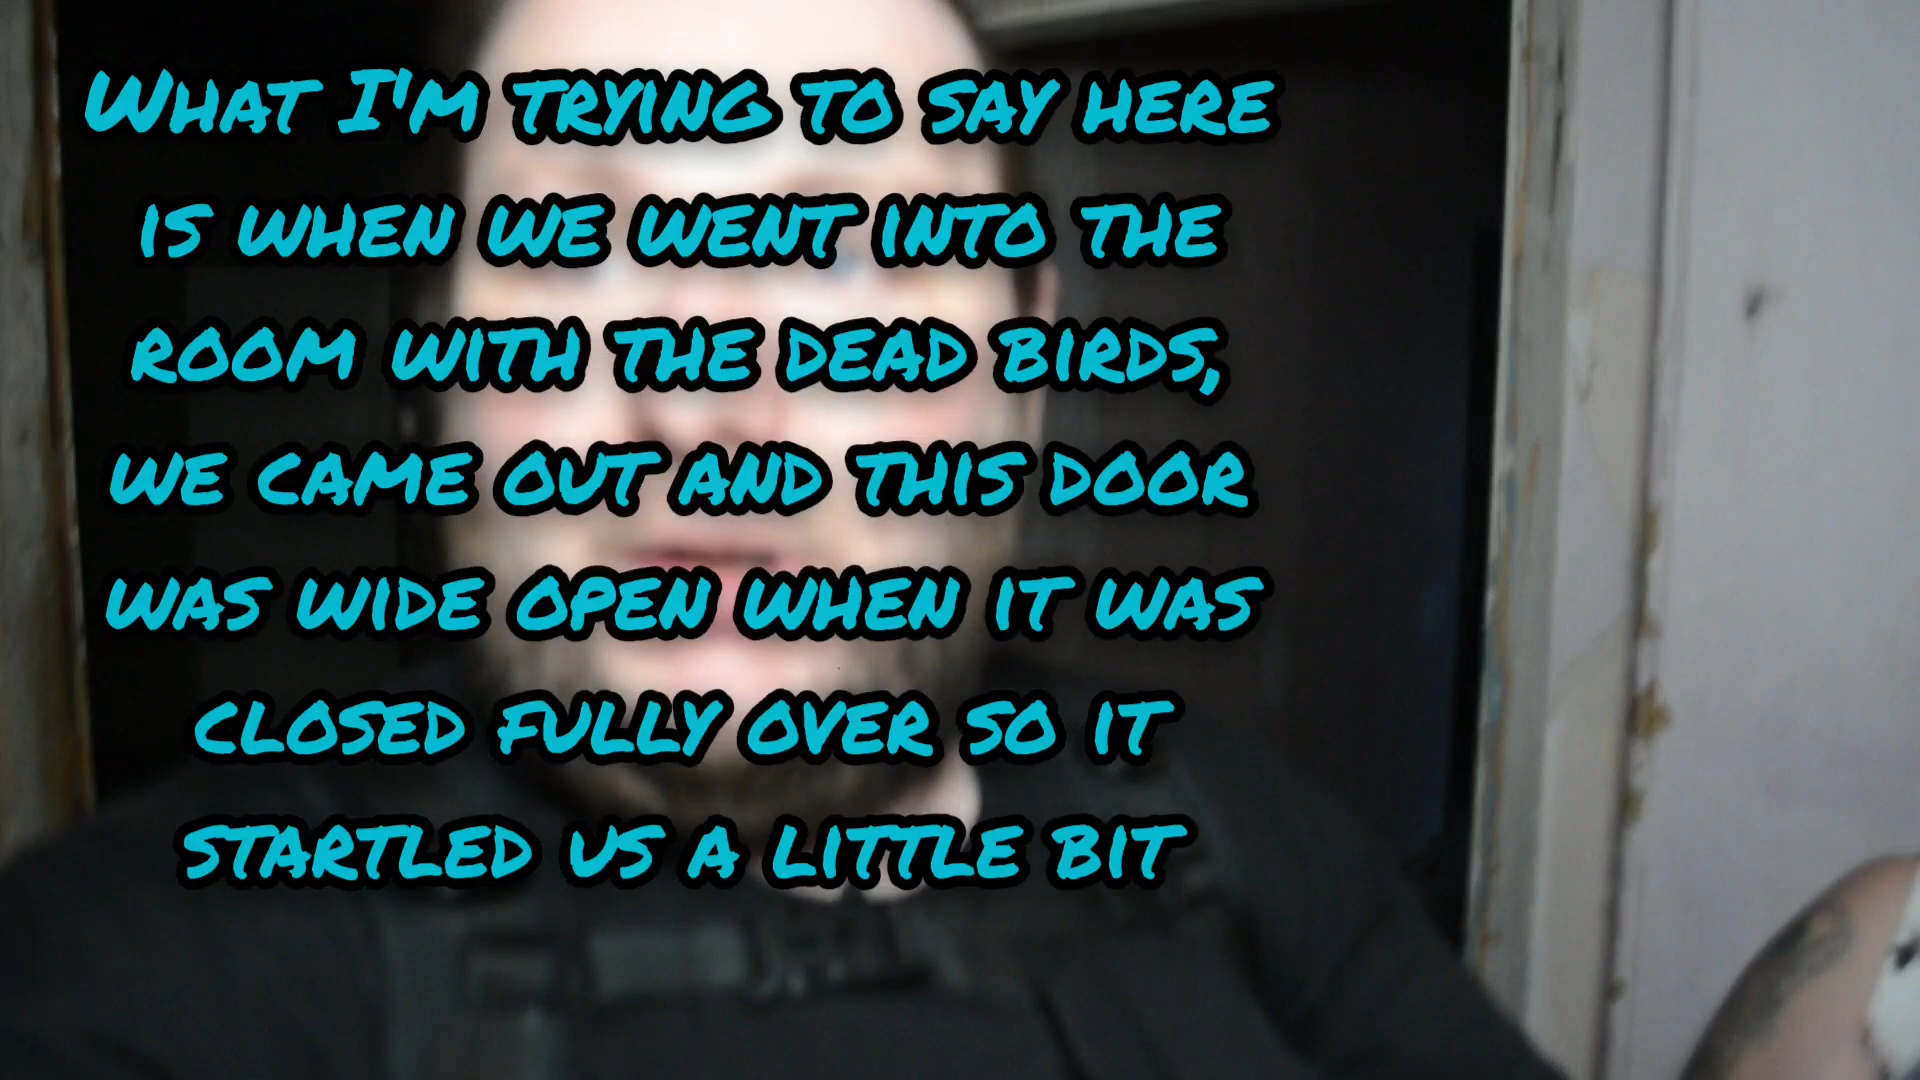 What I'm trying to say here
is when we went into the
room with the dead birds,
we came out and this door
was wide open when it was
closed fully over so it
startled us a little bit